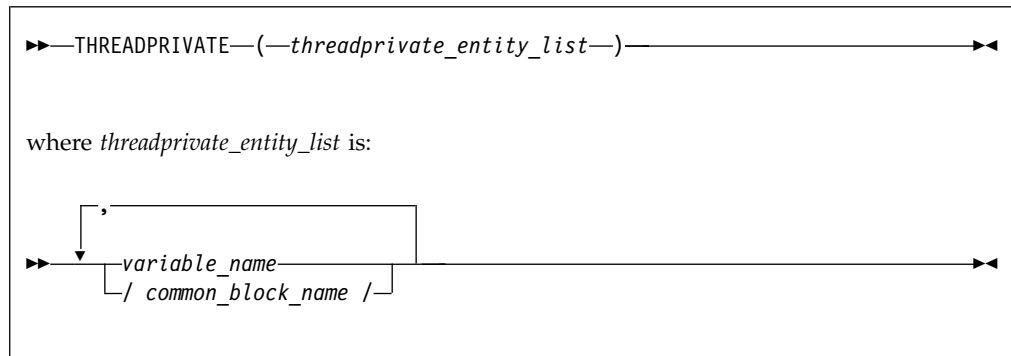 THREADPRIVATE ( threadprivate_entity_list )
where threadprivate_entity_list is:
,
variable_name
/ common_block_name /